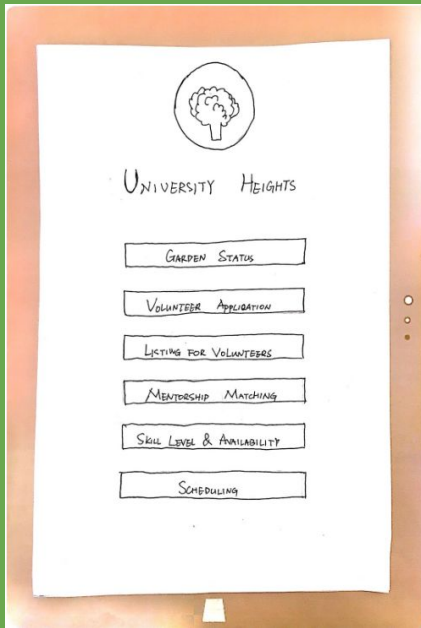 UNIVERSITY HEIGHTS
GARDEN STATUS
VOLUNTEER APPLICATION
LISTING FOR VOLUNTEERS
MENTORSHIP MATCHING
SKILL LEVEL & AVAILABILITY
SCHEDULING